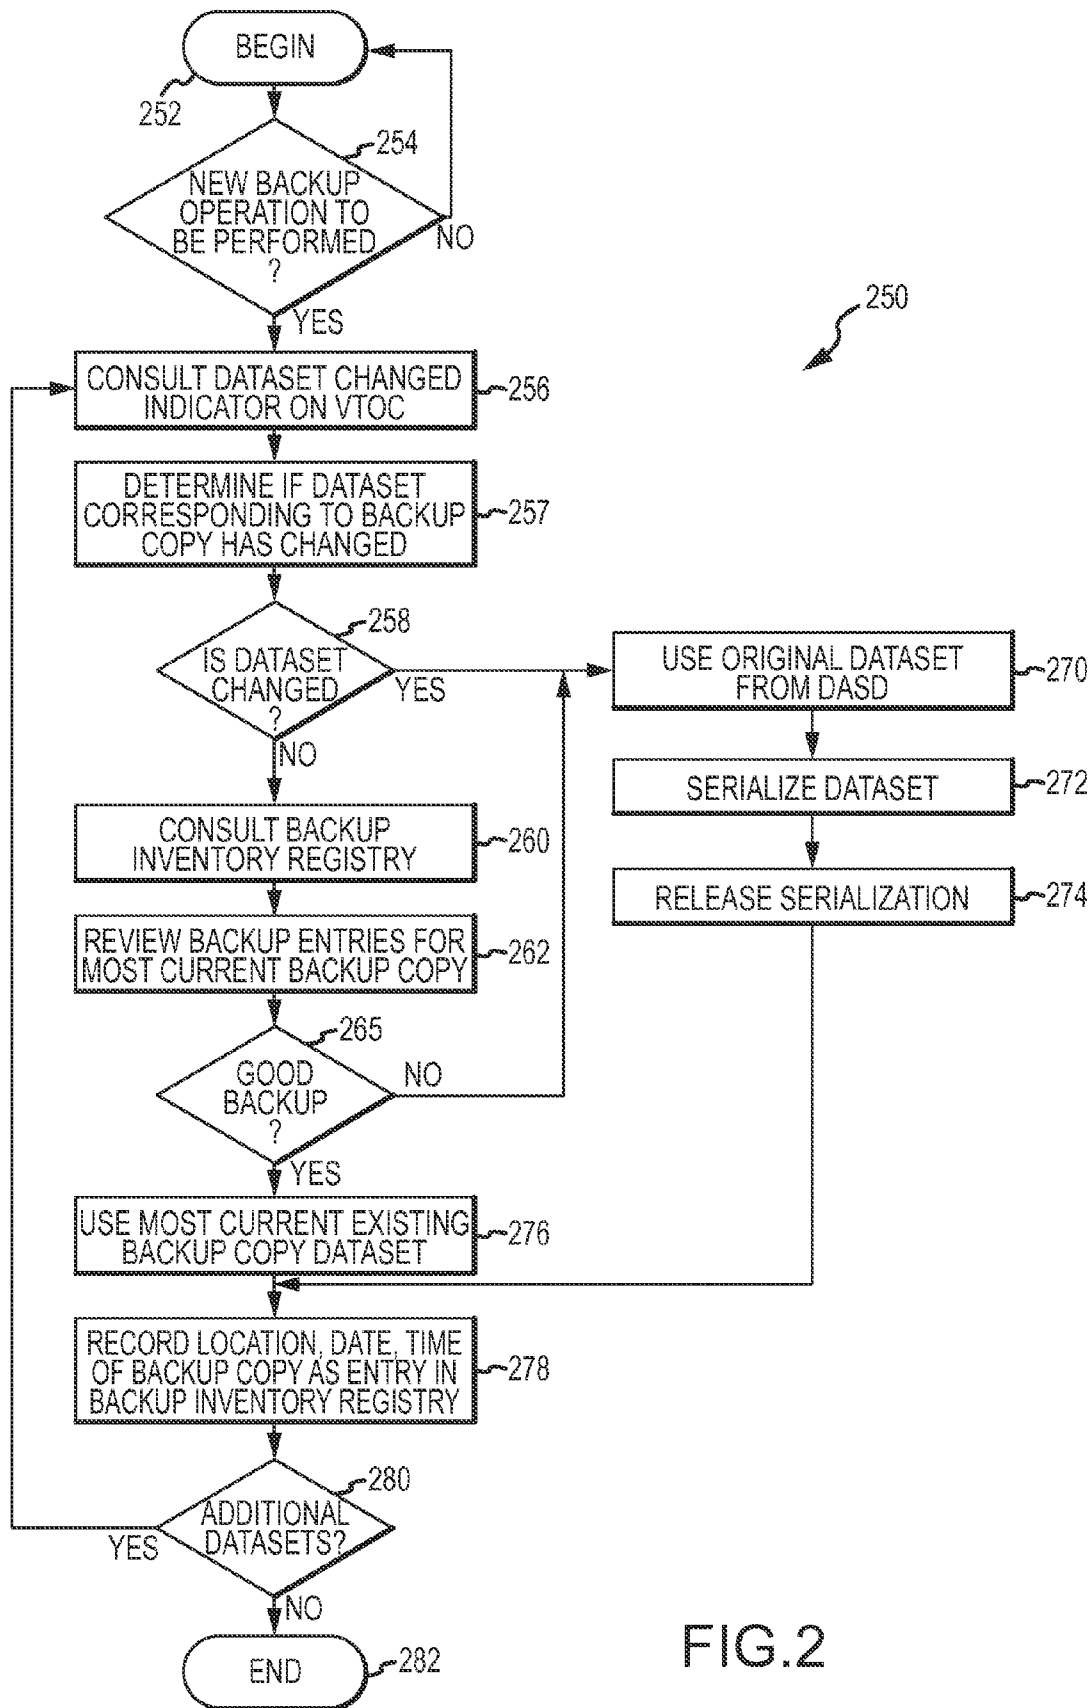 BEGIN
252
254
NEW BACKUP
OPERATION TO
BE PERFORMED
?
NO
YES
250
CONSULT DATASET CHANGED
INDICATOR ON VTOC
256
DETERMINE IF DATASET
CORRESPONDING TO BACKUP
COPY HAS CHANGED
257
258
IS DATASET
CHANGED
?
YES
NO
USE ORIGINAL DATASET
FROM DASD
270
SERIALIZE DATASET
272
RELEASE SERIALIZATION
274
CONSULT BACKUP
INVENTORY REGISTRY
260
REVIEW BACKUP ENTRIES FOR
MOST CURRENT BACKUP COPY
262
265
GOOD
BACKUP
?
NO
YES
USE MOST CURRENT EXISTING
BACKUP COPY DATASET
276
RECORD LOCATION, DATE, TIME
OF BACKUP COPY AS ENTRY IN
BACKUP INVENTORY REGISTRY
278
280
ADDITIONAL
DATASETS?
YES
NO
END
282
FIG.2